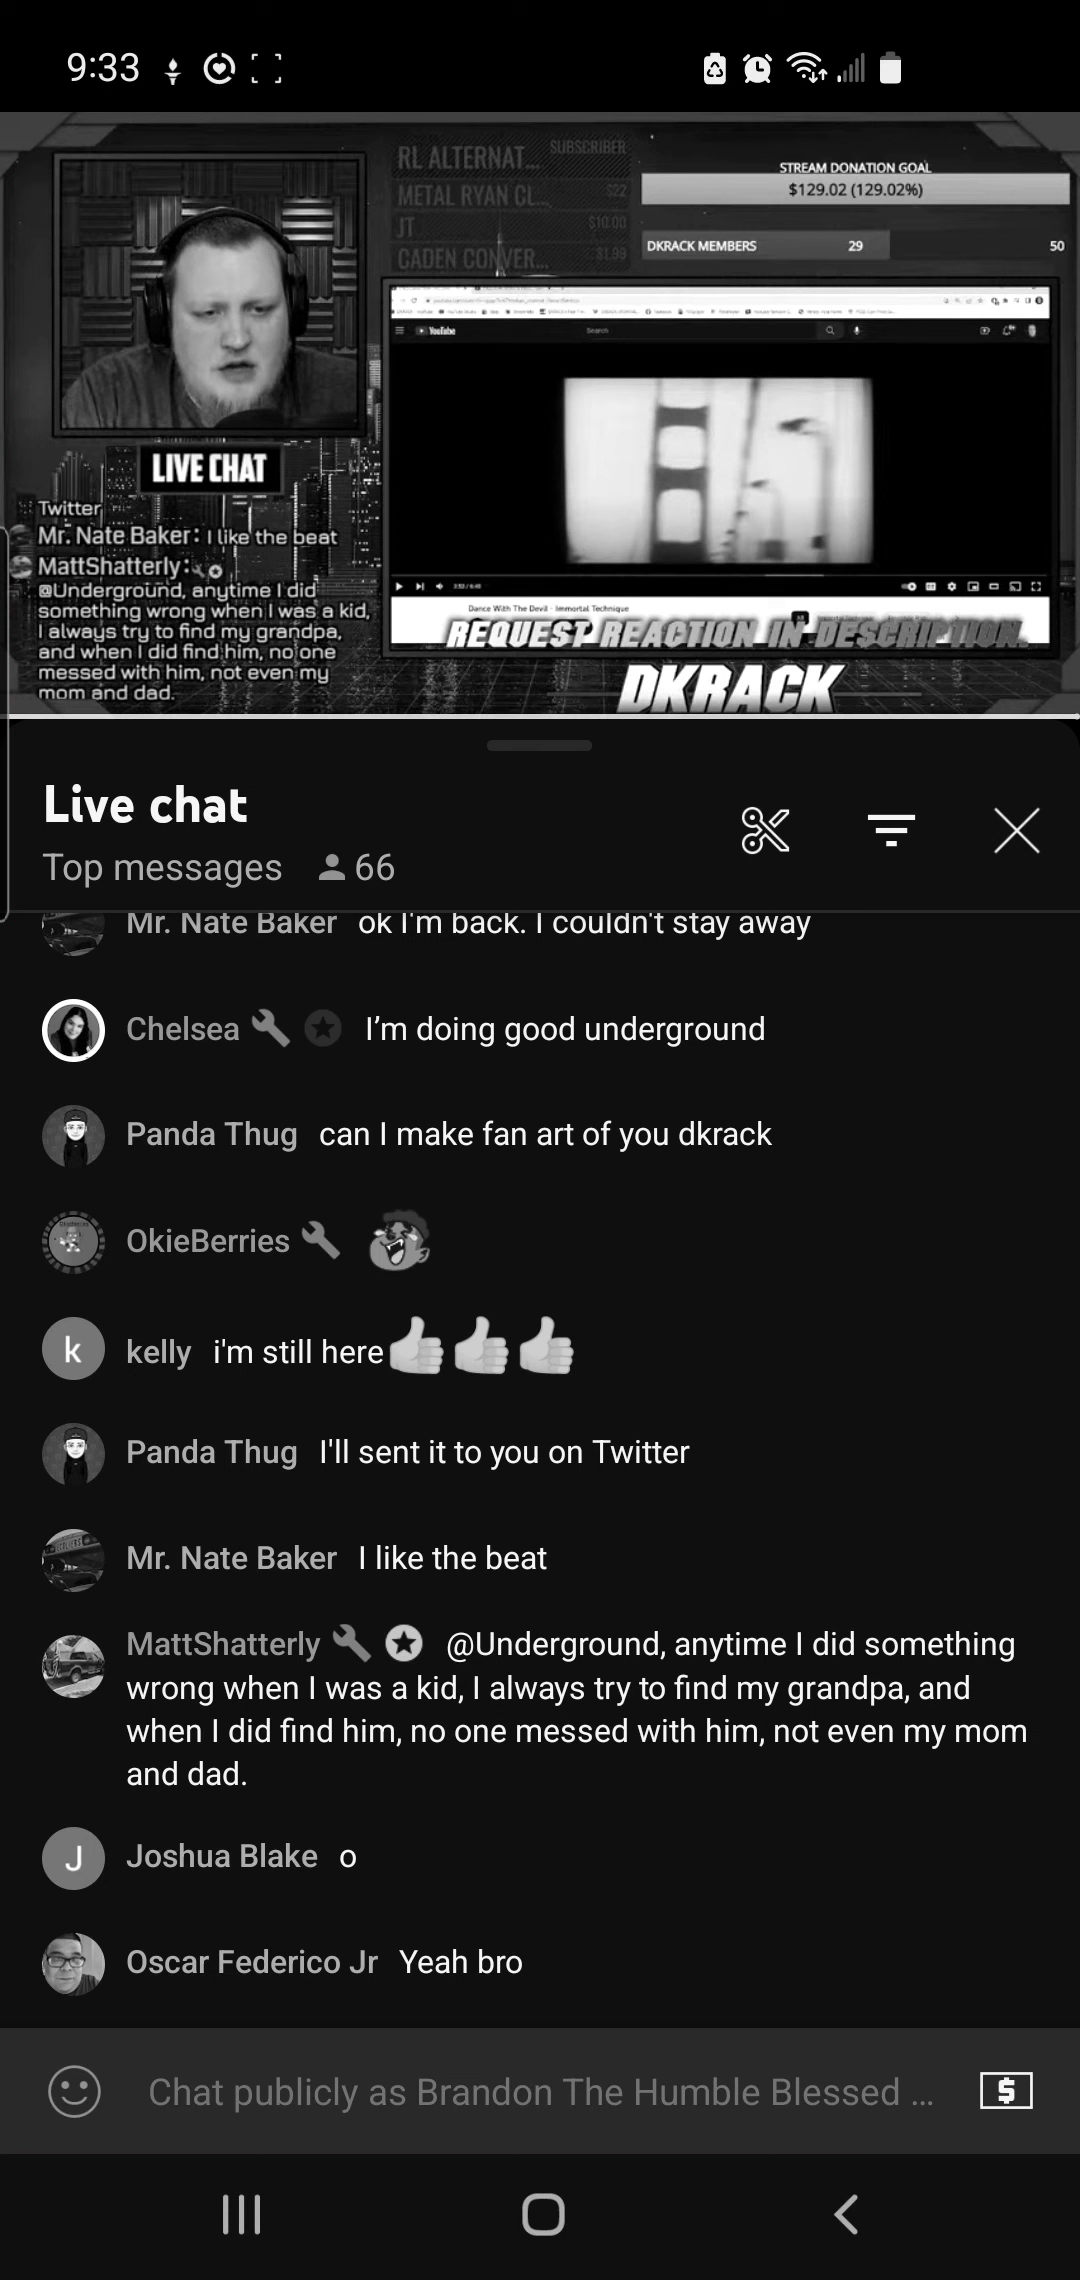 9:33
RL ALTERNAT... SUBSCRIBER
METAL RYAN CL... $22
JT $10.00
CADEN CONVER... $1.99
STREAM DONATION GOAL
$129.02 (129.02%)
DKRACK MEMBERS 29 50
YouTube
Search
LIVE CHAT
Twitter
Mr. Nate Baker: I like the beat
MattShatterly:
@Underground, anytime I did
something wrong when I was a kid,
I always try to find my grandpa,
and when I did find him, no one
messed with him, not even my
mom and dad.
Dance With The Devil - Immortal Technique
REQUEST REACTION IN DESCRIPTION.
DKRACK
Live chat
Top messages 66
Mr. Nate Baker ok I'm back. I couldn't stay away
Chelsea I’m doing good underground
Panda Thug can I make fan art of you dkrack
OkieBerries
k kelly i'm still here
Panda Thug I'll sent it to you on Twitter
Mr. Nate Baker I like the beat
MattShatterly @Underground, anytime I did something
wrong when I was a kid, I always try to find my grandpa, and
when I did find him, no one messed with him, not even my mom
and dad.
J Joshua Blake o
Oscar Federico Jr Yeah bro
Chat publicly as Brandon The Humble Blessed ...
$